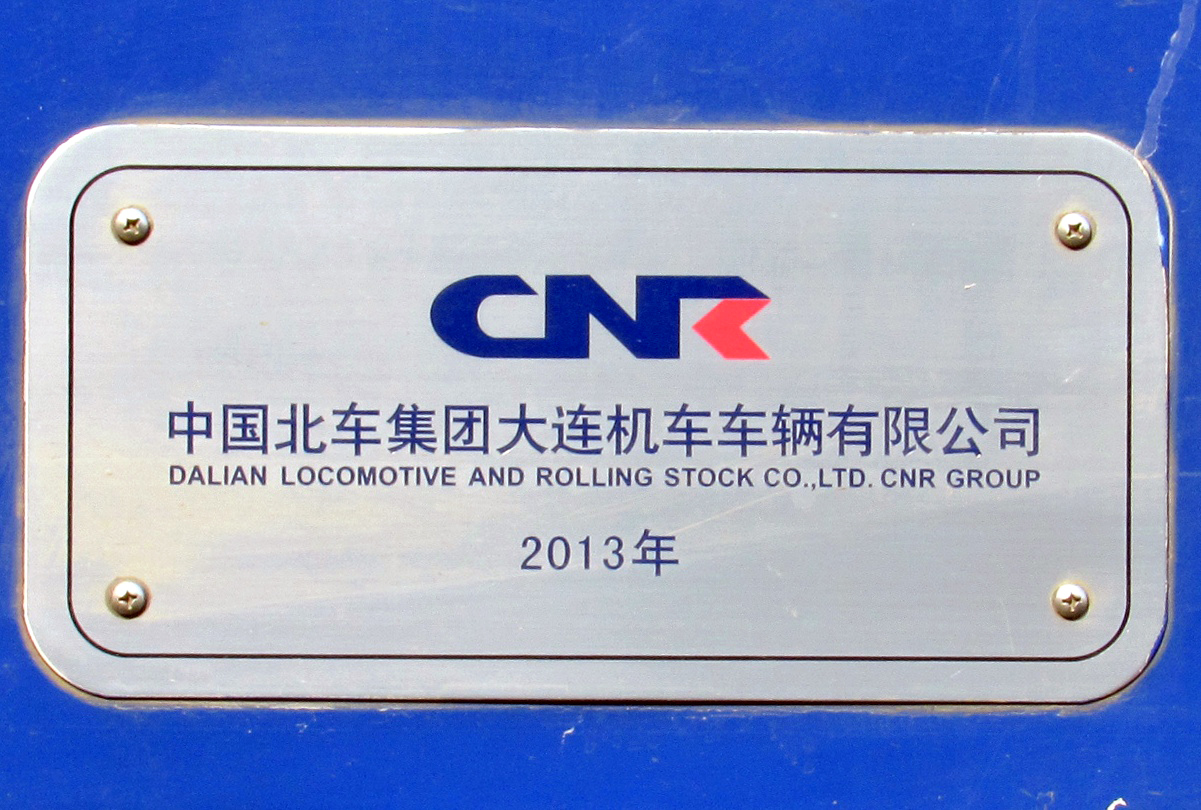 CNR
中国北车集团大连机车车辆有限公司
DALIAN LOCOMOTIVE AND ROLLING STOCK CO.,LTD. CNR GROUP
2013年